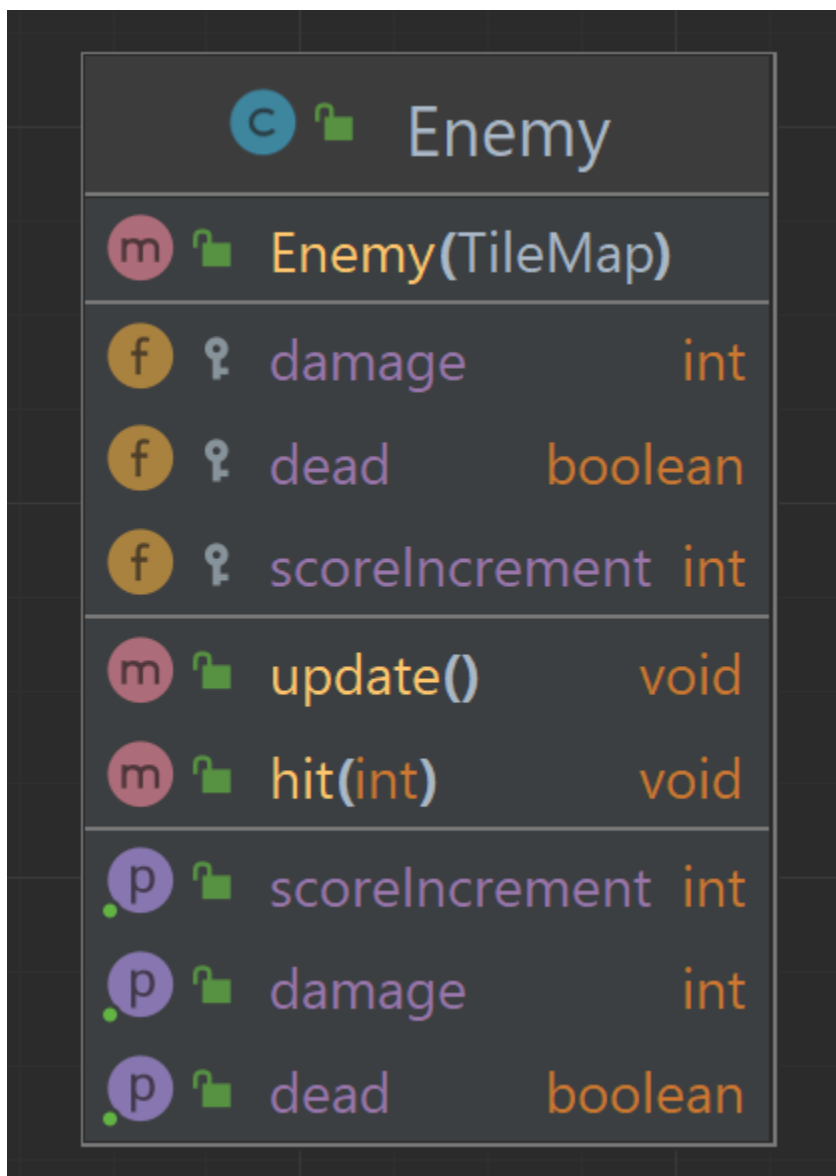 C Enemy
m Enemy(TileMap)
f damage int
f dead boolean
f scoreIncrement int
m update() void
m hit(int) void
p scoreIncrement int
p damage int
p dead boolean